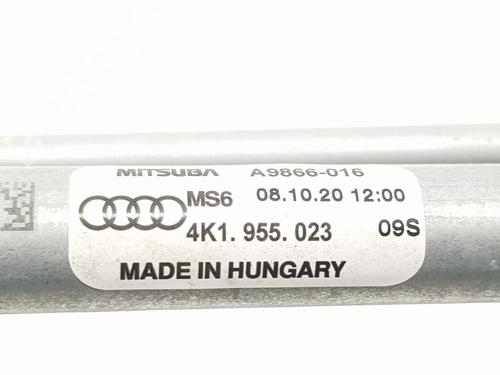 MITSUBA A9866-016
MS6 08.10.20 12:00
4K1. 955. 023 09S
MADE IN HUNGARY